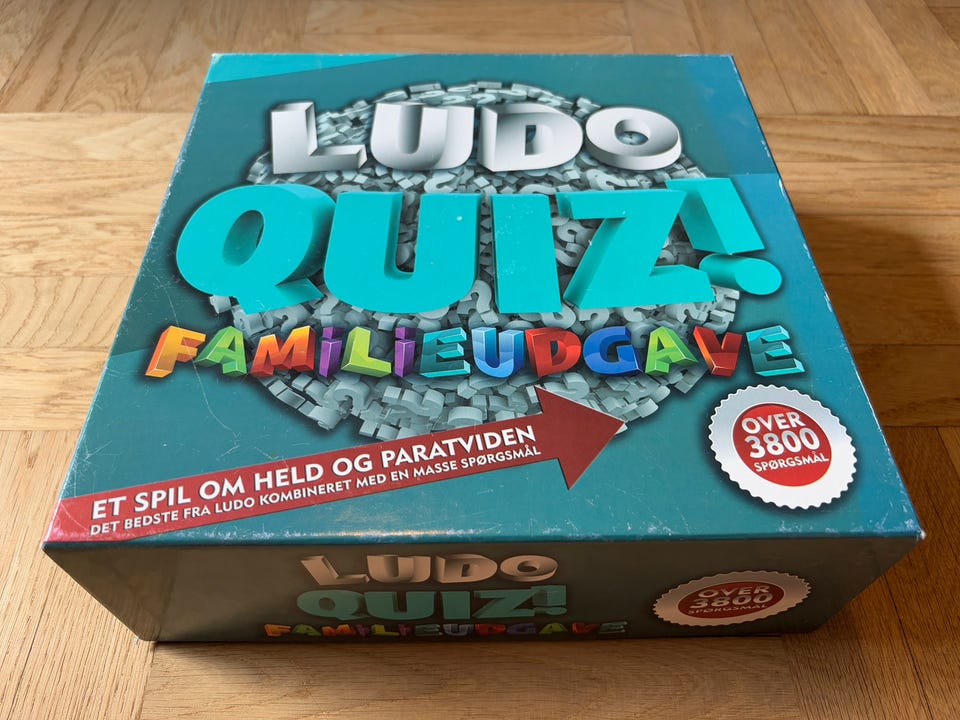 LUDO
QUIZ!
FAMILIEUDGAVE
ET SPIL OM HELD OG PARATVIDEN
DET BEDSTE FRA LUDO KOMBINERET MED EN MASSE SPØRGSMÅL
OVER
3800
SPØRGSMÅL
LUDO
QUIZ!
FAMILIEUDGAVE
OVER
3800
SPØRGSMÅL